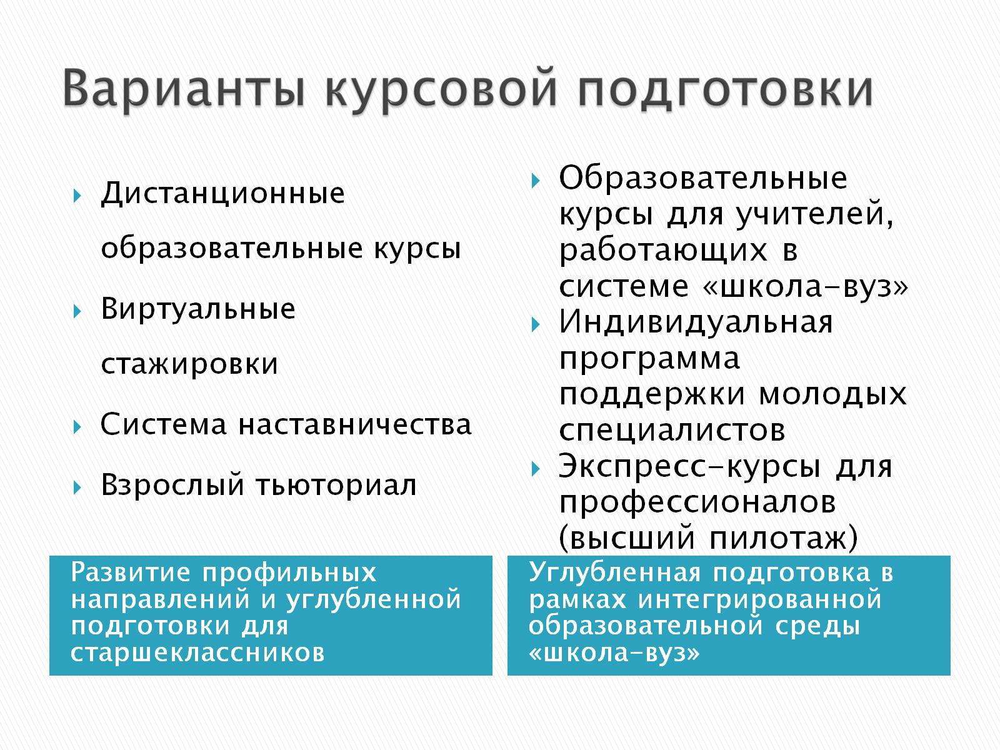 Варианты курсовой подготовки
Дистанционные
образовательные курсы
Виртуальные
стажировки
Система наставничества
Взрослый тьюториал
Развитие профильных
направлений и углубленной
подготовки для
старшеклассников
Образовательные
курсы для учителей,
работающих в
системе «школа-вуз»
Индивидуальная
программа
поддержки молодых
специалистов
Экспресс-курсы для
профессионалов
(высший пилотаж)
Углубленная подготовка в
рамках интегрированной
образовательной среды
«школа-вуз»